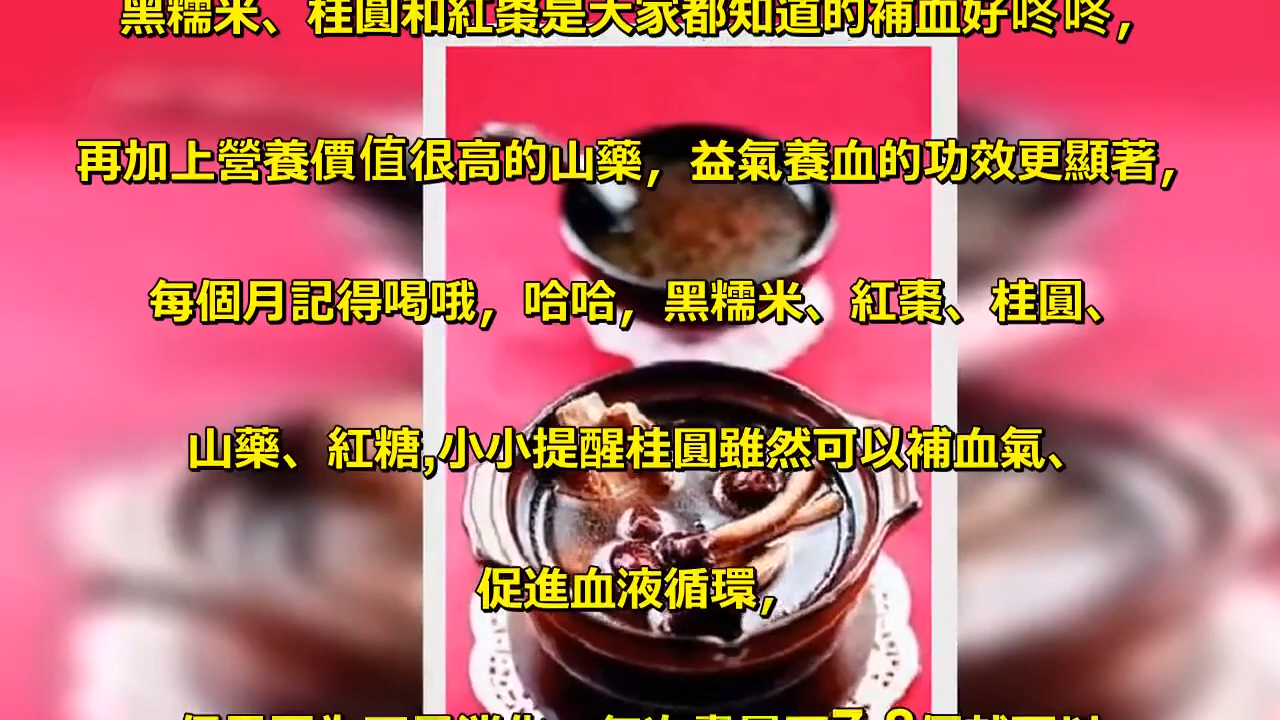 黑糯米、桂圓和紅棗是大家都知道的補血好咚咚，
再加上營養價值很高的山藥，益氣養血的功效更顯著，
每個月記得喝哦，哈哈，黑糯米、紅棗、桂圓、
山藥、紅糖,小小提醒桂圓雖然可以補血氣、
促進血液循環，